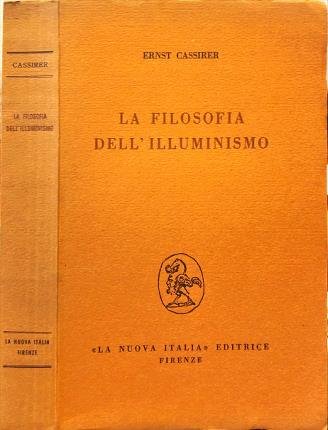 CASSIRER
LA FILOSOFIA
DELL'ILLUMINISMO
LA NUOVA ITALIA
FIRENZE
ERNST CASSIRER
LA FILOSOFIA
DELL'ILLUMINISMO
«LA NUOVA ITALIA» EDITRICE
FIRENZE